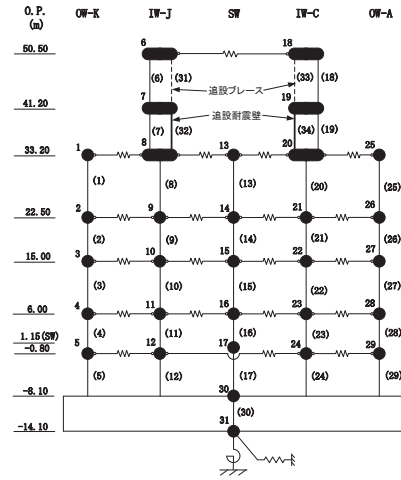 O.P.
(m)
OW-K IW-J SW IW-C OW-A
50.50
6 18
(6) (31) (33) (18)
追設ブレース
41.20
7 19
追設耐震壁
(7) (32) (34) (19)
33.20
1 8 13 20 25
(1) (8) (13) (20) (25)
22.50
2 9 14 21 26
(2) (9) (14) (21) (26)
15.00
3 10 15 22 27
(3) (10) (15) (22) (27)
6.00
4 11 16 23 28
(4) (11) (16) (23) (28)
1.15(SW)
-0.80
5 12 17 24 29
(5) (12) (17) (24) (29)
-8.10
30
(30)
-14.10
31